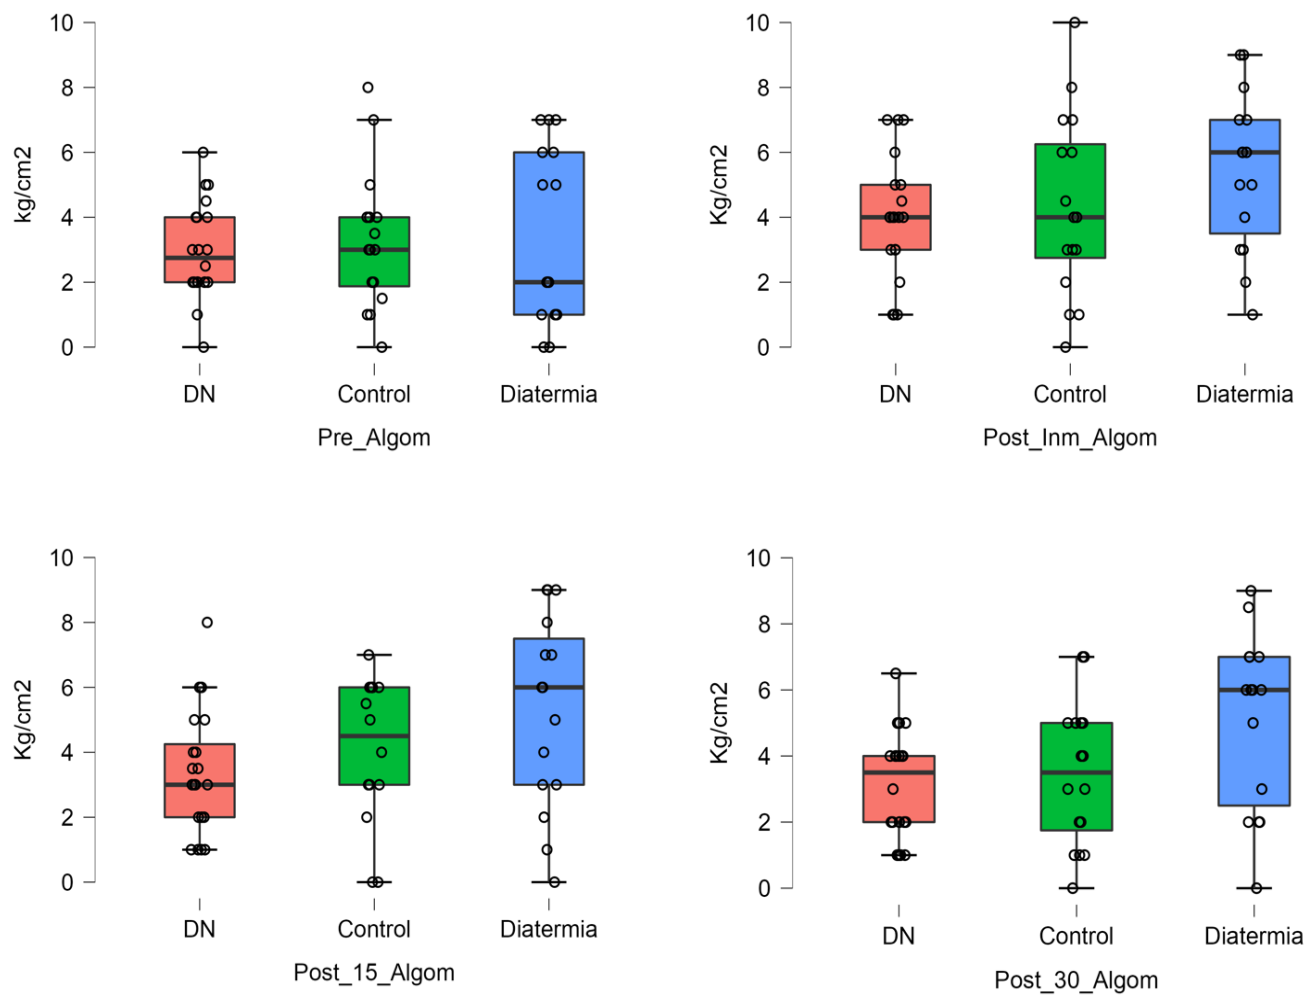 10
8
6
4
2
0
kg/cm2
DN Control Diatermia
Pre_Algom
10
8
6
4
2
0
Kg/cm2
DN Control Diatermia
Post_Inm_Algom
10
8
6
4
2
0
Kg/cm2
DN Control Diatermia
Post_15_Algom
10
8
6
4
2
0
Kg/cm2
DN Control Diatermia
Post_30_Algom